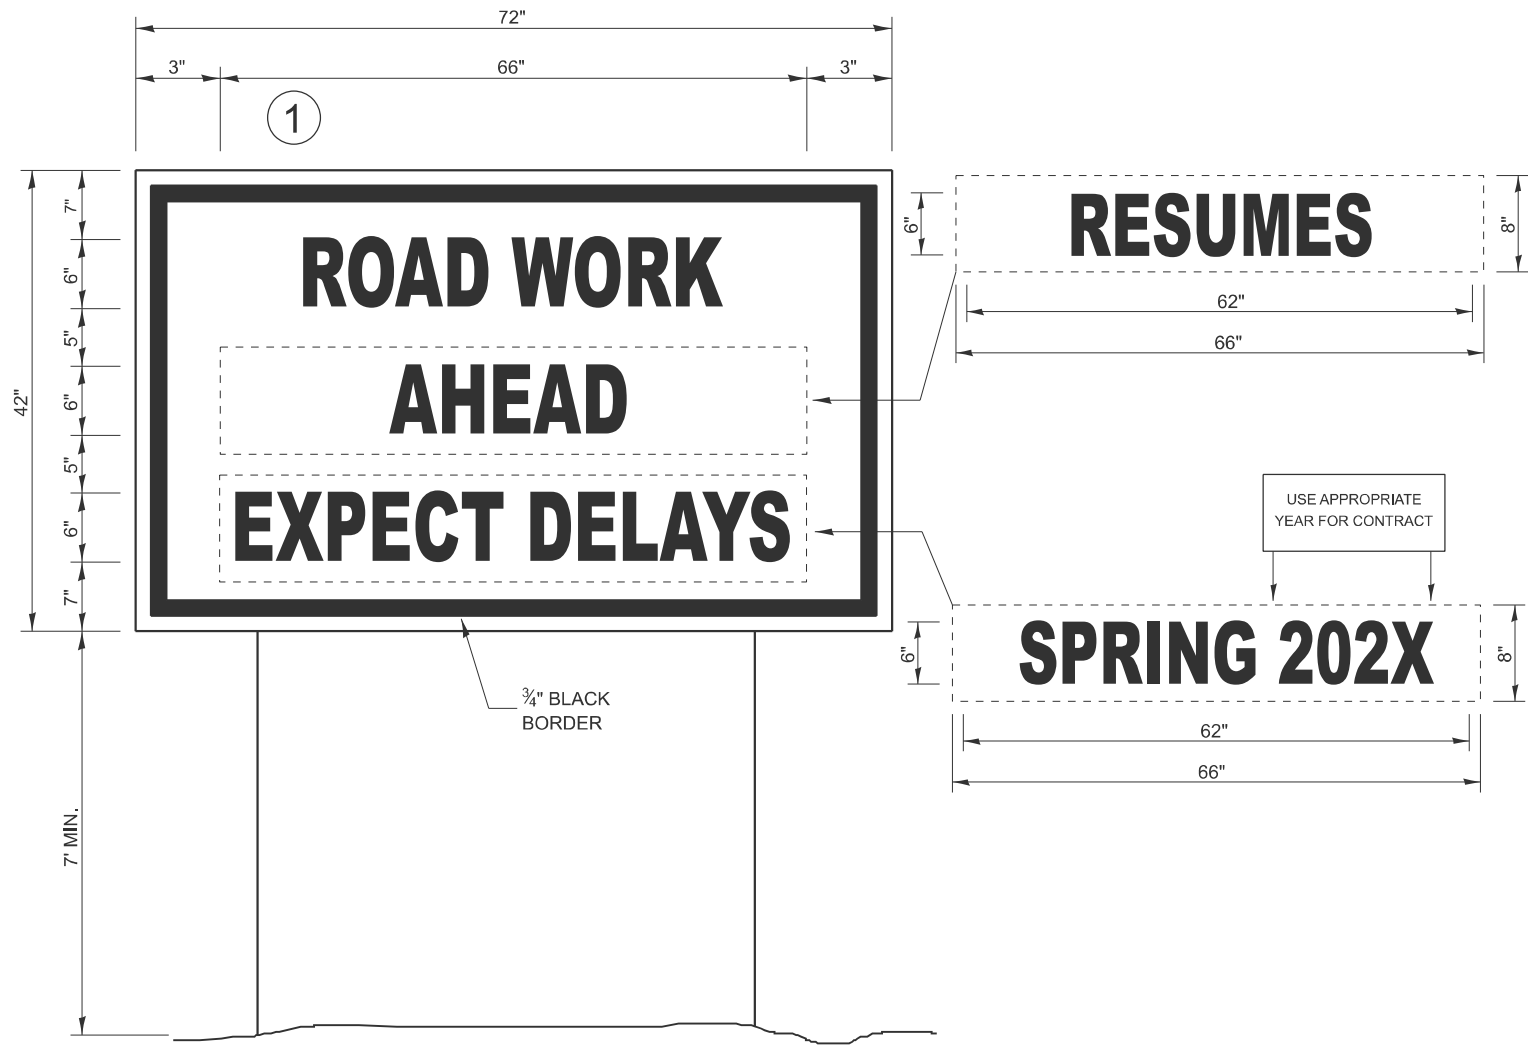 72"
3" 66" 3"
1
42"
7"
6"
5"
6"
5"
6"
7"
7' MIN.
ROAD WORK
AHEAD
EXPECT DELAYS
¾" BLACK
BORDER
6"
RESUMES
8"
62"
66"
USE APPROPRIATE
YEAR FOR CONTRACT
6"
SPRING 202X
8"
62"
66"